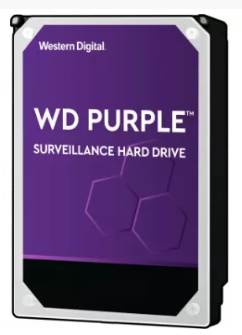 Western Digital
WD PURPLE™
SURVEILLANCE HARD DRIVE